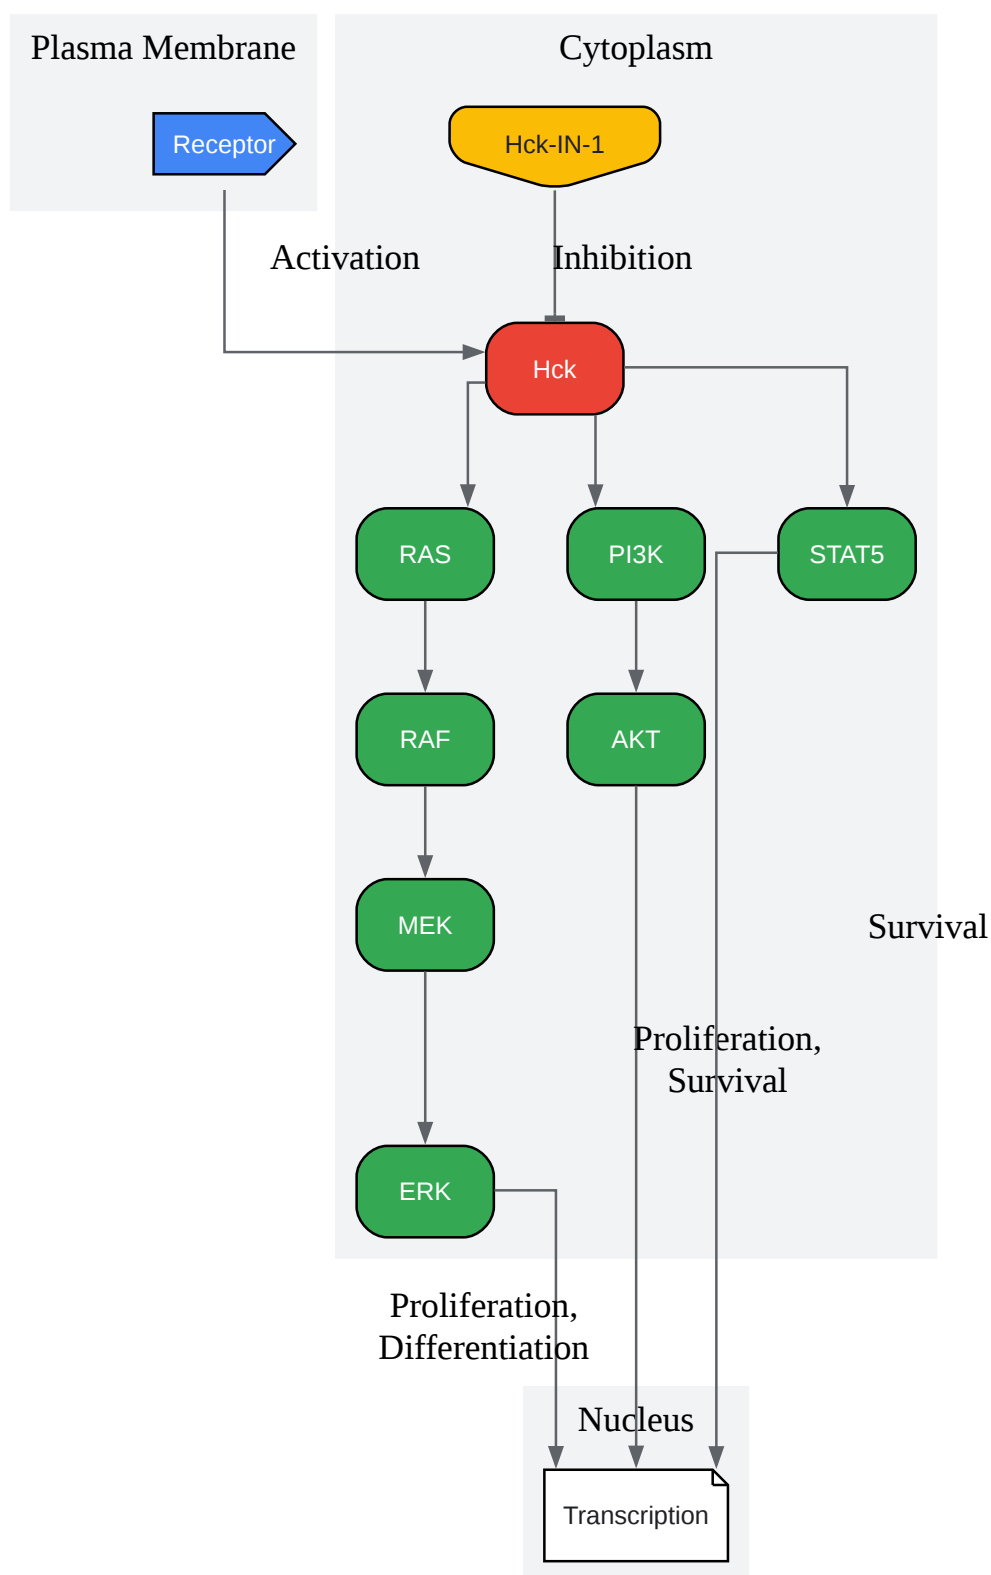 Plasma Membrane
Cytoplasm
Receptor
Hck-IN-1
Activation
Inhibition
Hck
RAS
PI3K
STAT5
RAF
AKT
MEK
Survival
Proliferation,
Survival
ERK
Proliferation,
Differentiation
Nucleus
Transcription